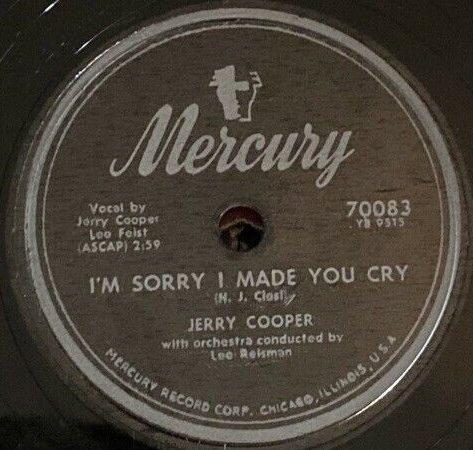 Mercury
Vocal by
Jerry Cooper
Leo Feist
(ASCAP) 2:59
70083
YB 9515
I'M SORRY I MADE YOU CRY
(N. J. Clesi)
JERRY COOPER
with orchestra conducted by
Leo Reisman
MERCURY RECORD CORP. CHICAGO, ILLINOIS, U.S.A